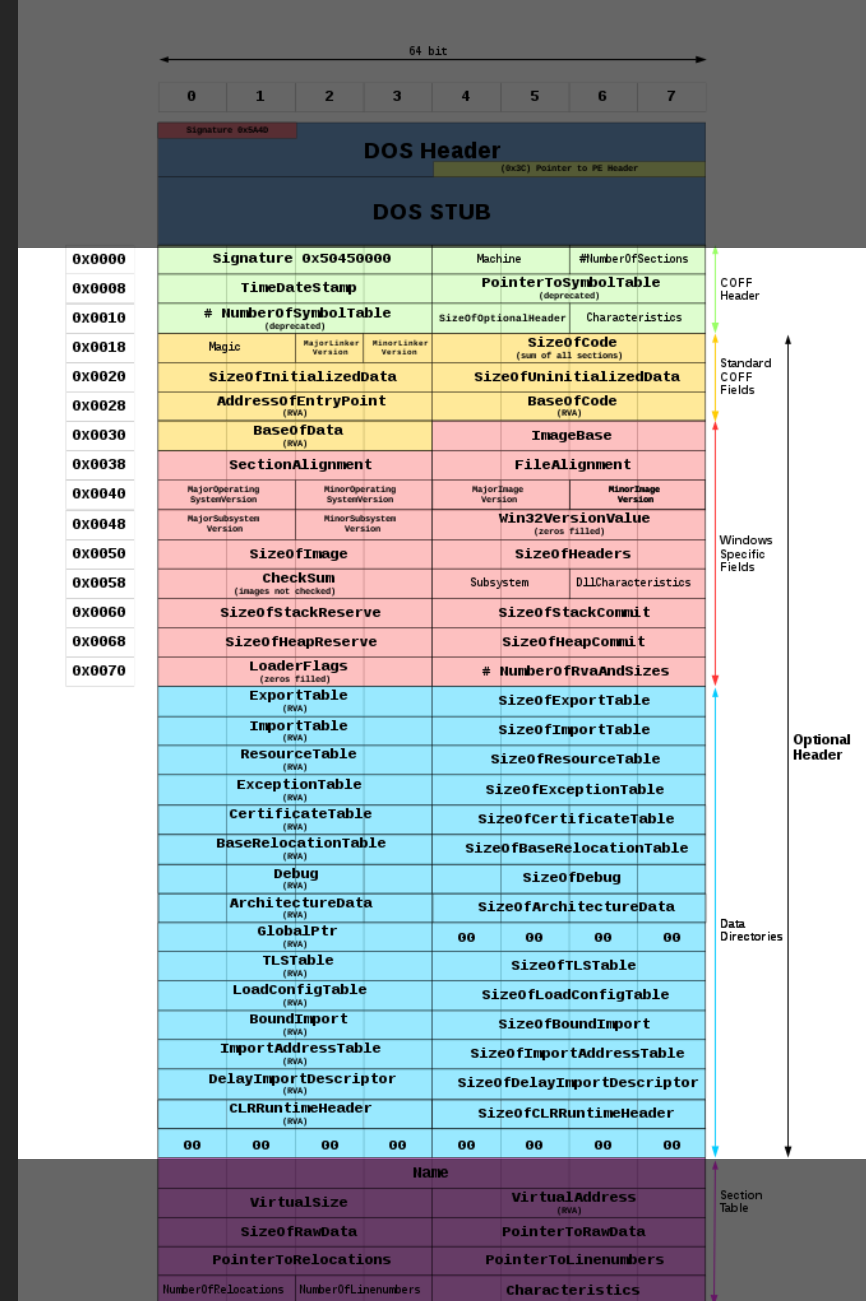 64 bit
0 1 2 3 4 5 6 7
Signature 0x5A4D
DOS Header
(0x3C) Pointer to PE Header
DOS STUB
0x0000 Signature 0x50450000 Machine #NumberOfSections
0x0008 TimeDateStamp PointerToSymbolTable
(deprecated)
COFF
Header
0x0010 # NumberOfSymbolTable SizeOfOptionalHeader Characteristics
(deprecated)
0x0018 Magic MajorLinker
Version MinorLinker
Version SizeOfCode
(sum of all sections)
Standard
COFF
Fields
0x0020 SizeOfInitializedData SizeOfUninitializedData
0x0028 AddressOfEntryPoint BaseOfCode
(RVA) (RVA)
0x0030 BaseOfData ImageBase
(RVA)
0x0038 SectionAlignment FileAlignment
0x0040 MajorOperating
SystemVersion MinorOperating
SystemVersion MajorImage
Version MinorImage
Version
0x0048 MajorSubsystem
Version MinorSubsystem
Version Win32VersionValue
(zeros filled)
Windows
Specific
Fields
0x0050 SizeOfImage SizeOfHeaders
0x0058 CheckSum Subsystem DllCharacteristics
(images not checked)
0x0060 SizeOfStackReserve SizeOfStackCommit
0x0068 SizeOfHeapReserve SizeOfHeapCommit
0x0070 LoaderFlags # NumberOfRvaAndSizes
(zeros filled)
ExportTable SizeOfExportTable
(RVA)
ImportTable SizeOfImportTable
(RVA)
Optional
Header
ResourceTable SizeOfResourceTable
(RVA)
ExceptionTable SizeOfExceptionTable
(RVA)
CertificateTable SizeOfCertificateTable
(RVA)
BaseRelocationTable SizeOfBaseRelocationTable
(RVA)
Debug SizeOfDebug
(RVA)
ArchitectureData SizeOfArchitectureData
(RVA)
Data
Directories
GlobalPtr 00 00 00 00
(RVA)
TLSTable SizeOfTLSTable
(RVA)
LoadConfigTable SizeOfLoadConfigTable
(RVA)
BoundImport SizeOfBoundImport
(RVA)
ImportAddressTable SizeOfImportAddressTable
(RVA)
DelayImportDescriptor SizeOfDelayImportDescriptor
(RVA)
CLRRuntimeHeader SizeOfCLRRuntimeHeader
(RVA)
00 00 00 00 00 00 00 00
Name
VirtualSize VirtualAddress
(RVA)
Section
Table
SizeOfRawData PointerToRawData
PointerToRelocations PointerToLinenumbers
NumberOfRelocations NumberOfLinenumbers Characteristics